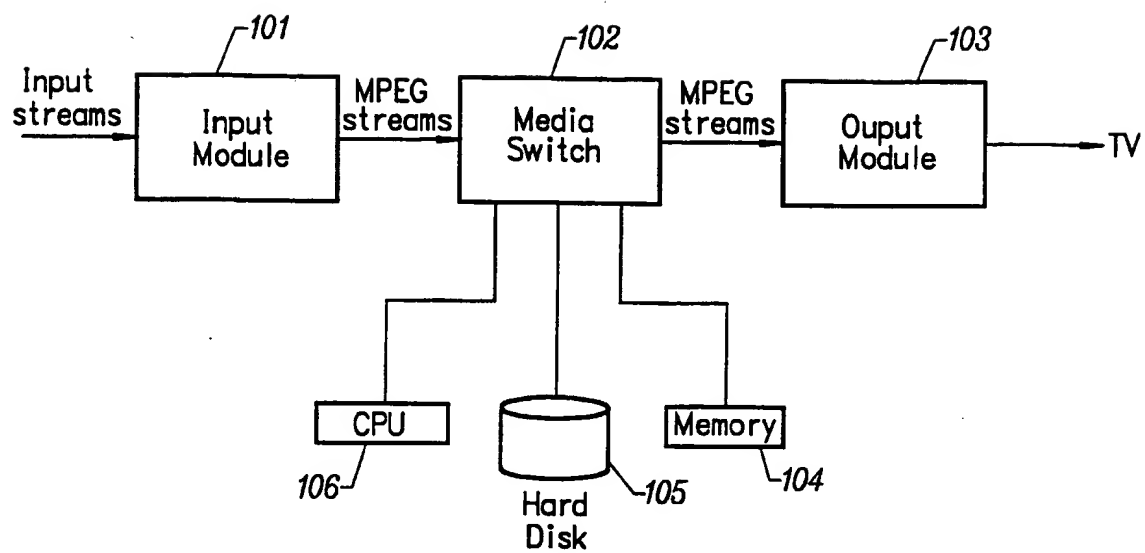 101
102
103
Input
streams
Input
Module
MPEG
streams
Media
Switch
MPEG
streams
Ouput
Module
TV
CPU
106
Hard
Disk
105
Memory
104